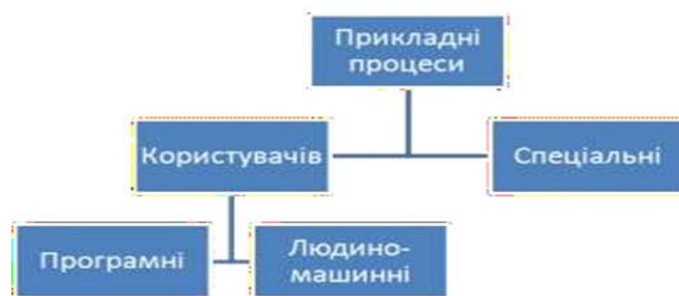 Прикладні
процеси
Користувачів
Спеціальні
Програмні
Людино-
машинні